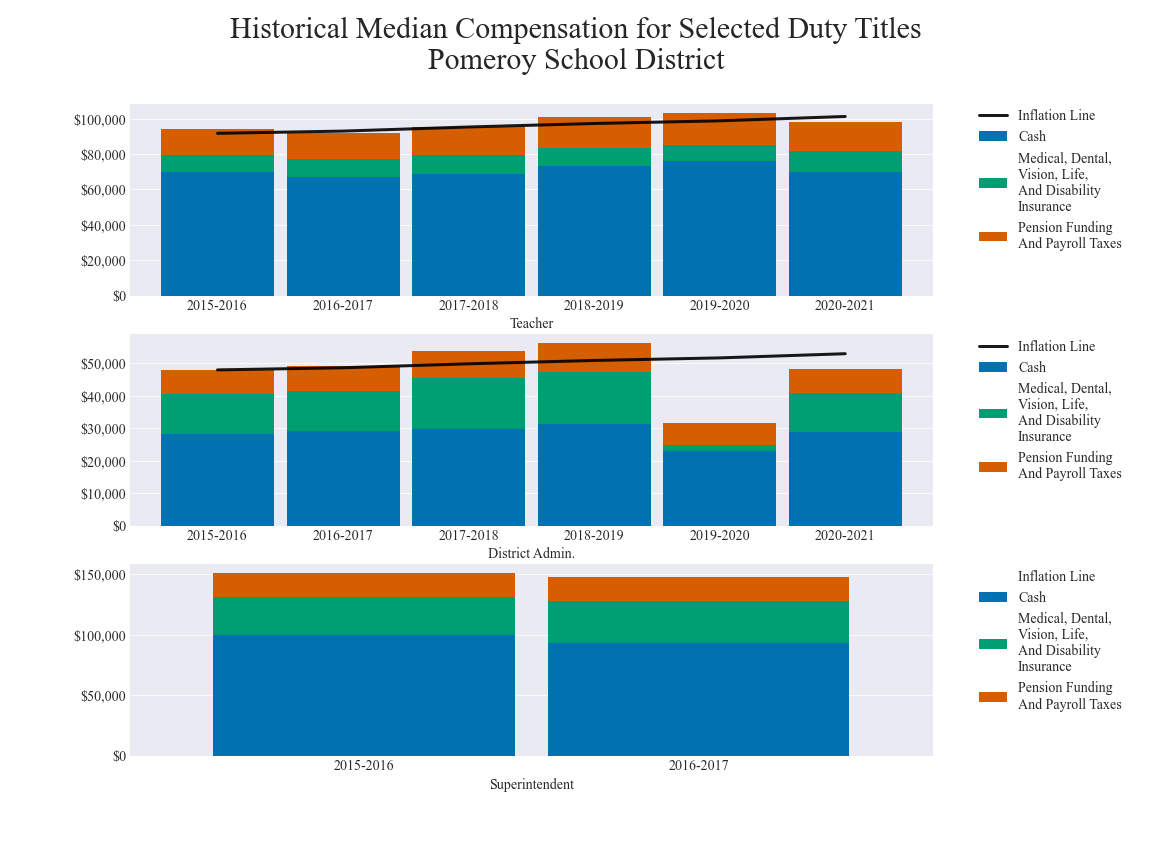 Historical Median Compensation for Selected Duty Titles
Pomeroy School District
$100,000
$80,000
$60,000
$40,000
$20,000
$0
2015-2016 2016-2017 2017-2018 2018-2019 2019-2020 2020-2021
Teacher
Inflation Line
Cash
Medical, Dental,
Vision, Life,
And Disability
Insurance
Pension Funding
And Payroll Taxes
$50,000
$40,000
$30,000
$20,000
$10,000
$0
2015-2016 2016-2017 2017-2018 2018-2019 2019-2020 2020-2021
District Admin.
Inflation Line
Cash
Medical, Dental,
Vision, Life,
And Disability
Insurance
Pension Funding
And Payroll Taxes
$150,000
$100,000
$50,000
$0
2015-2016 2016-2017
Superintendent
Inflation Line
Cash
Medical, Dental,
Vision, Life,
And Disability
Insurance
Pension Funding
And Payroll Taxes